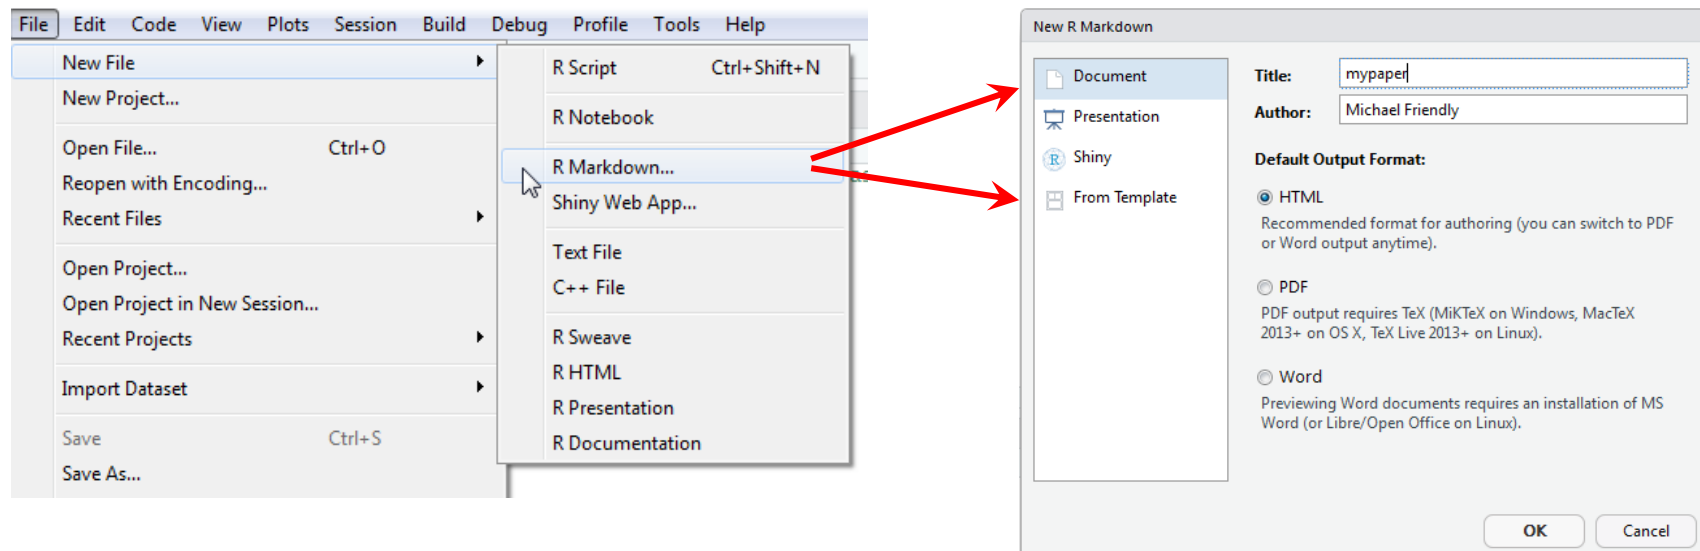 File Edit Code View Plots Session Build Debug Profile Tools Help
New File
New Project...
Open File... Ctrl+O
Reopen with Encoding...
Recent Files
Open Project...
Open Project in New Session...
Recent Projects
Import Dataset
Save Ctrl+S
Save As...
R Script Ctrl+Shift+N
R Notebook
R Markdown...
Shiny Web App...
Text File
C++ File
R Sweave
R HTML
R Presentation
R Documentation
New R Markdown
Document
Presentation
Shiny
From Template
Title: mypaper
Author: Michael Friendly
Default Output Format:
HTML
Recommended format for authoring (you can switch to PDF
or Word output anytime).
PDF
PDF output requires TeX (MiKTeX on Windows, MacTeX
2013+ on OS X, TeX Live 2013+ on Linux).
Word
Previewing Word documents requires an installation of MS
Word (or Libre/Open Office on Linux).
OK Cancel